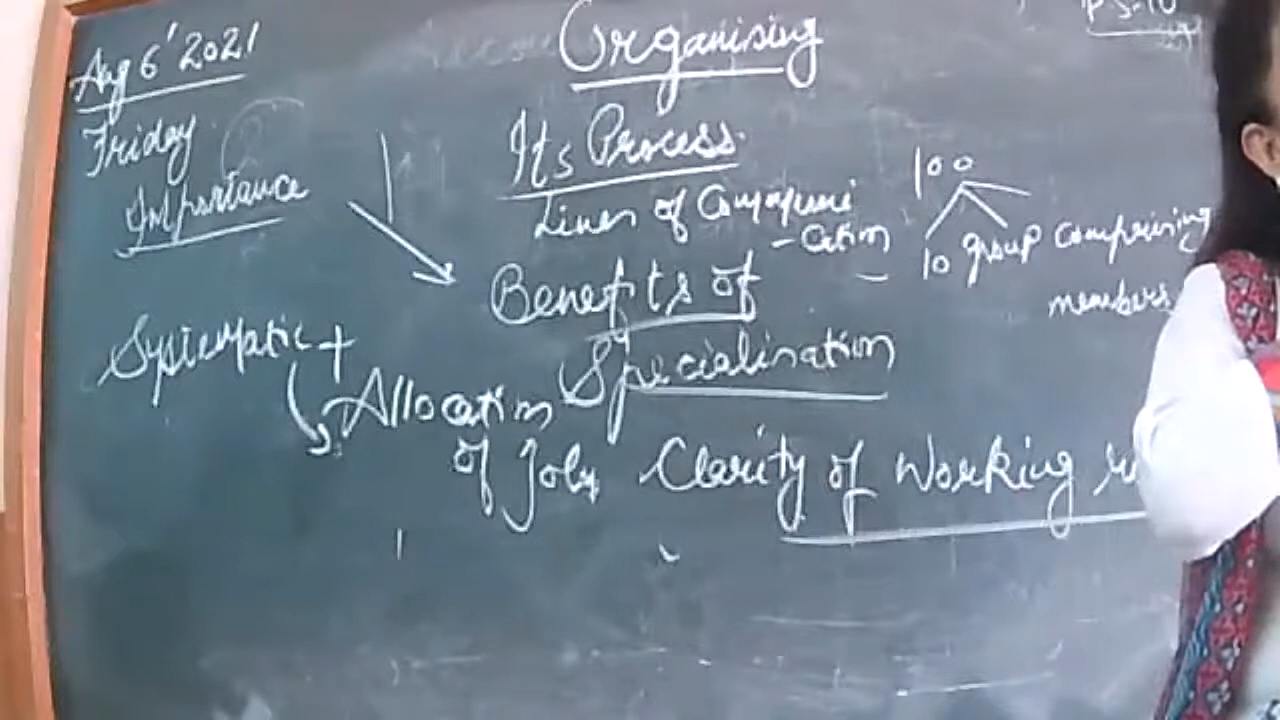 Aug 6' 2021
Friday
Importance
Organising
Its Process.
Lines of Communi
- cation
Benefits of
Specialisation
Systematic +
Allocation
of Jobs
Clarity of Working
100
10 group comprising
members